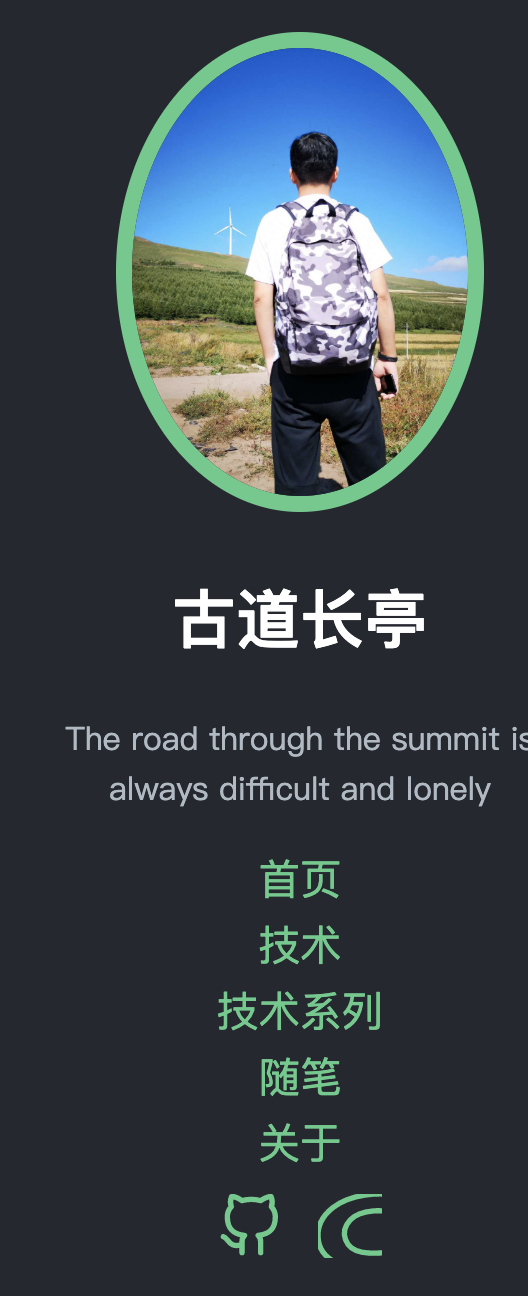 古道长亭
The road through the summit is
always difficult and lonely
首页
技术
技术系列
随笔
关于